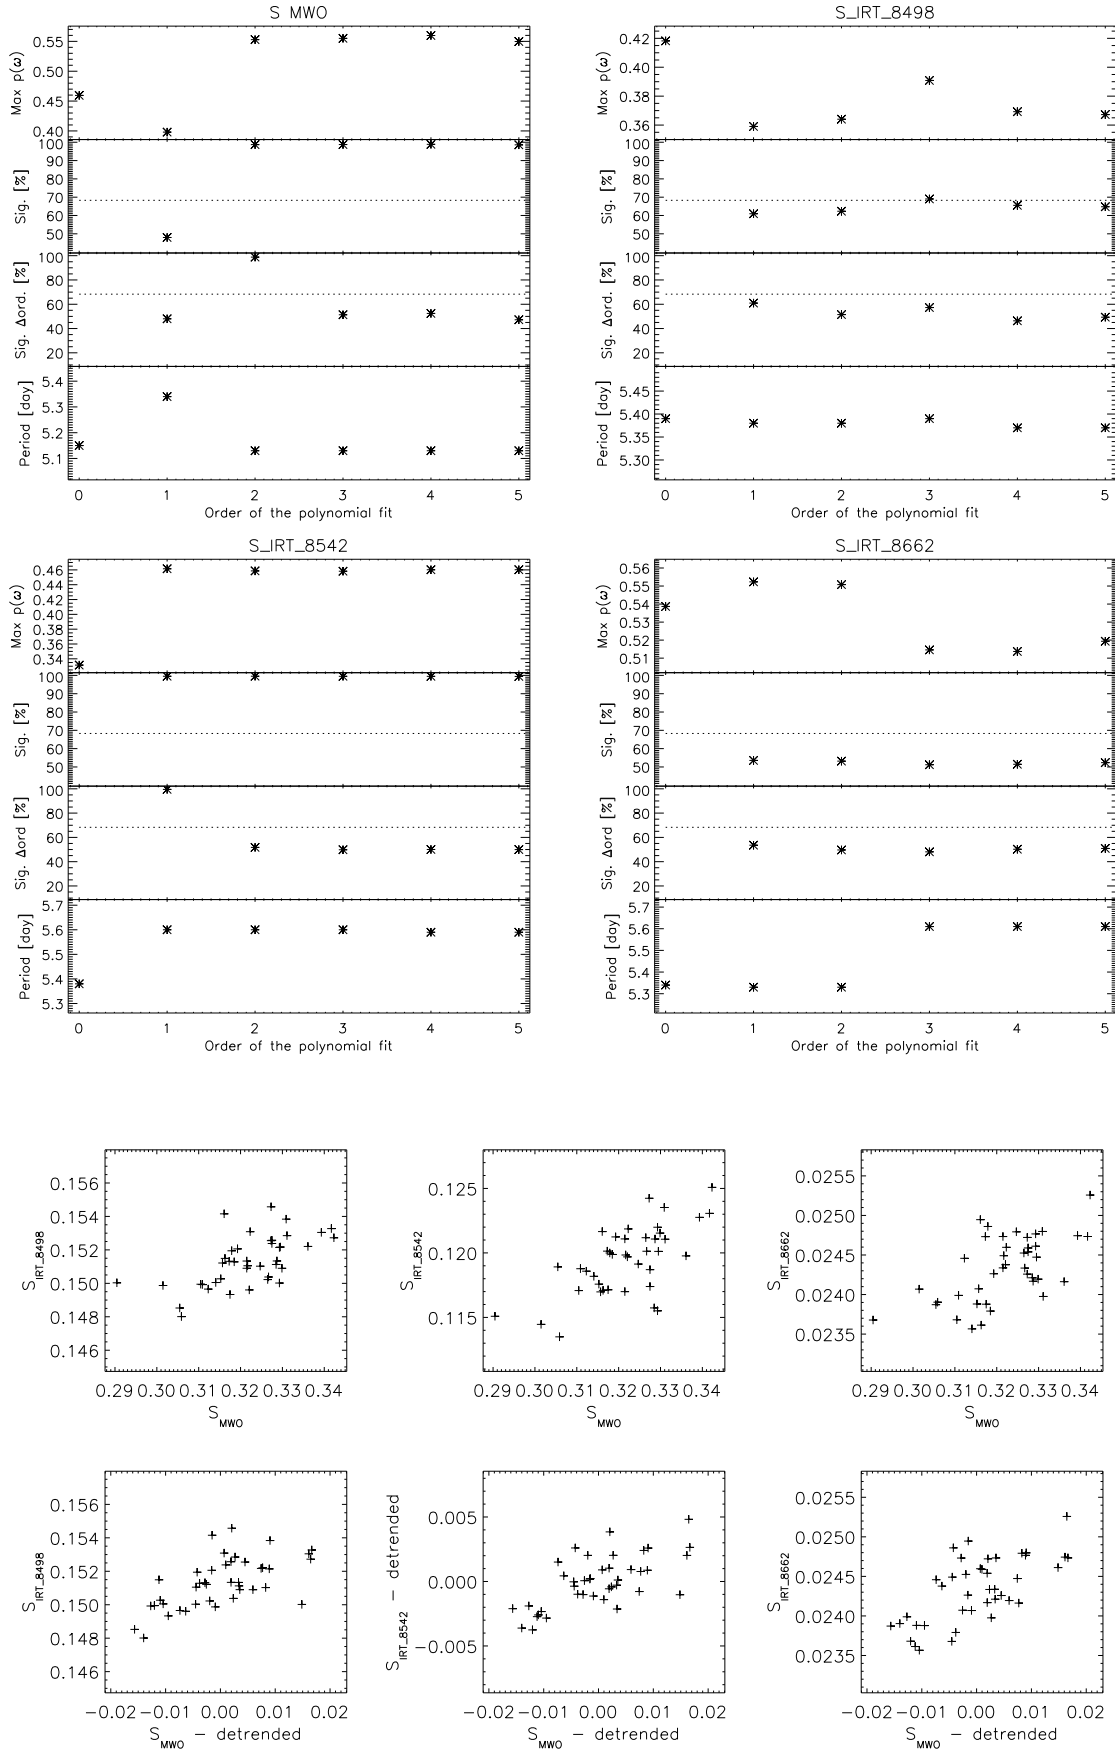 S MWO
S_IRT_8498
0.55
0.50
0.45
0.40
Max p(ω)
0.42
0.40
0.38
0.36
Max p(ω)
100
90
80
70
60
50
Sig. [%]
100
90
80
70
60
50
Sig. [%]
100
80
60
40
20
Sig. Δord. [%]
100
80
60
40
20
Sig. Δord. [%]
5.4
5.3
5.2
5.1
Period [day]
5.45
5.40
5.35
5.30
Period [day]
0 1 2 3 4 5
0 1 2 3 4 5
Order of the polynomial fit
Order of the polynomial fit
S_IRT_8542
S_IRT_8662
0.46
0.44
0.42
0.40
0.38
0.36
0.34
Max p(ω)
0.56
0.55
0.54
0.53
0.52
0.51
Max p(ω)
100
90
80
70
60
50
Sig. [%]
100
90
80
70
60
50
Sig. [%]
100
80
60
40
20
Sig. Δord [%]
100
80
60
40
20
Sig. Δord [%]
5.7
5.6
5.5
5.4
5.3
Period [day]
5.7
5.6
5.5
5.4
5.3
Period [day]
0 1 2 3 4 5
0 1 2 3 4 5
Order of the polynomial fit
Order of the polynomial fit
0.156
0.154
0.152
0.150
0.148
0.146
S_IRT_8498
0.125
0.120
0.115
S_IRT_8542
0.0255
0.0250
0.0245
0.0240
0.0235
S_IRT_8662
0.29 0.30 0.31 0.32 0.33 0.34
0.29 0.30 0.31 0.32 0.33 0.34
0.29 0.30 0.31 0.32 0.33 0.34
S_MWO
S_MWO
S_MWO
0.156
0.154
0.152
0.150
0.148
0.146
S_IRT_8498
0.005
0.000
−0.005
S_IRT_8542 − detrended
0.0255
0.0250
0.0245
0.0240
0.0235
S_IRT_8662
−0.02 −0.01 0.00 0.01 0.02
−0.02 −0.01 0.00 0.01 0.02
−0.02 −0.01 0.00 0.01 0.02
S_MWO − detrended
S_MWO − detrended
S_MWO − detrended